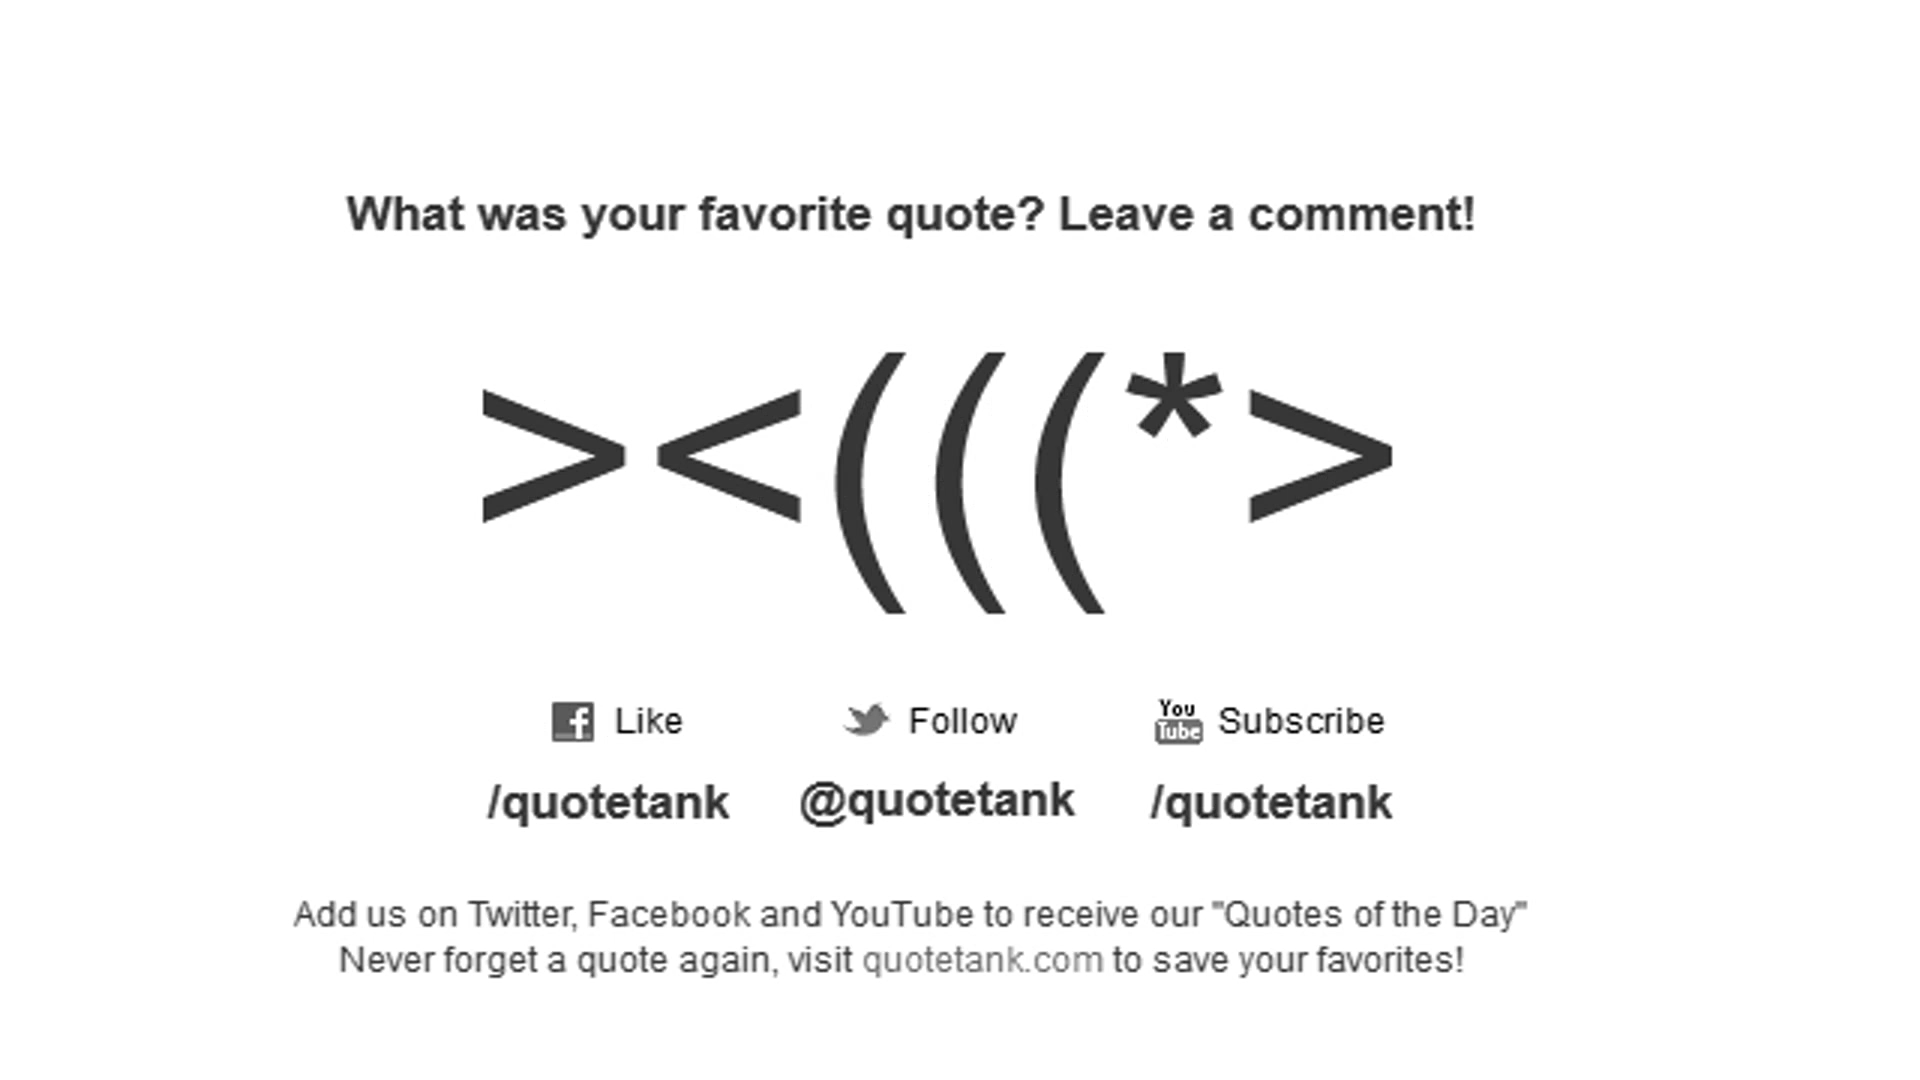 What was your favorite quote? Leave a comment!
><(((*>
f Like
Follow
You Tube Subscribe
/quotetank
@quotetank
/quotetank
Add us on Twitter, Facebook and YouTube to receive our "Quotes of the Day"
Never forget a quote again, visit quotetank.com to save your favorites!